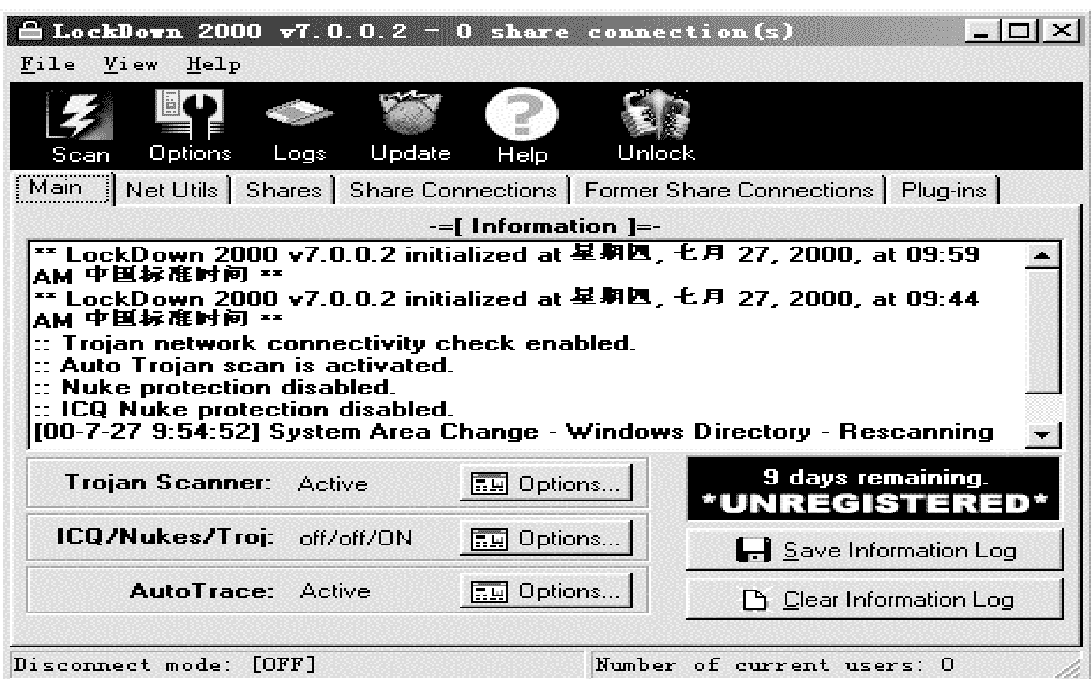 LockDown 2000 v7.0.0.2 - 0 share connection(s)
File View Help
Scan Options Logs Update Help Unlock
Main Net Utils Shares Share Connections Former Share Connections Plug-ins
-=[ Information ]=-
** LockDown 2000 v7.0.0.2 initialized at 星期四, 七月 27, 2000, at 09:59
AM 中国标准时间 **
** LockDown 2000 v7.0.0.2 initialized at 星期四, 七月 27, 2000, at 09:44
AM 中国标准时间 **
:: Trojan network connectivity check enabled.
:: Auto Trojan scan is activated.
:: Nuke protection disabled.
:: ICQ Nuke protection disabled.
[00-7-27 9:54:52] System Area Change - Windows Directory - Rescanning
Trojan Scanner: Active Options...
ICQ/Nukes/Troj: off/off/ON Options...
AutoTrace: Active Options...
9 days remaining.
*UNREGISTERED*
Save Information Log
Clear Information Log
Disconnect mode: [OFF]
Number of current users: 0